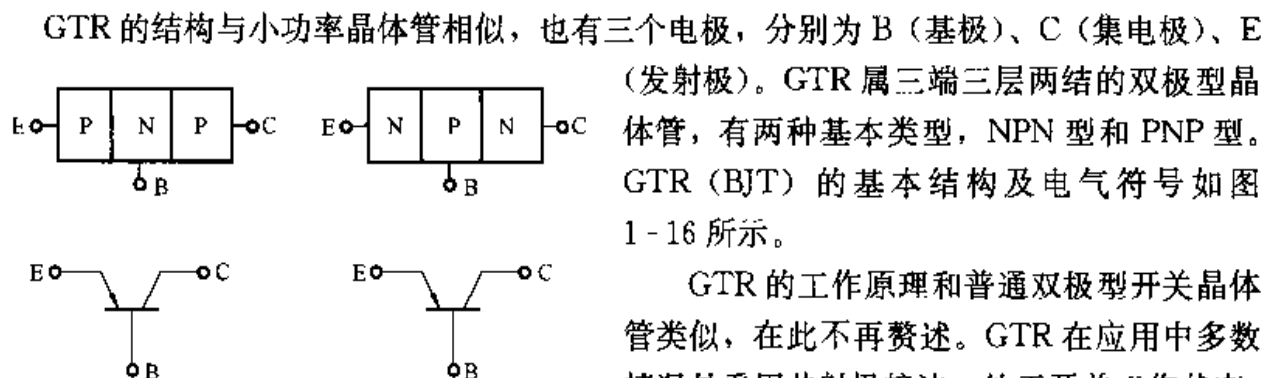 GTR 的结构与小功率晶体管相似，也有三个电极，分别为 B（基极）、C（集电极）、E
（发射极）。GTR 属三端三层两结的双极型晶
体管，有两种基本类型，NPN 型和 PNP 型。
GTR（BJT）的基本结构及电气符号如图
1-16 所示。
GTR 的工作原理和普通双极型开关晶体
管类似，在此不再赘述。GTR 在应用中多数
E P N P C
B
E N P N C
B
E C
B
E C
B